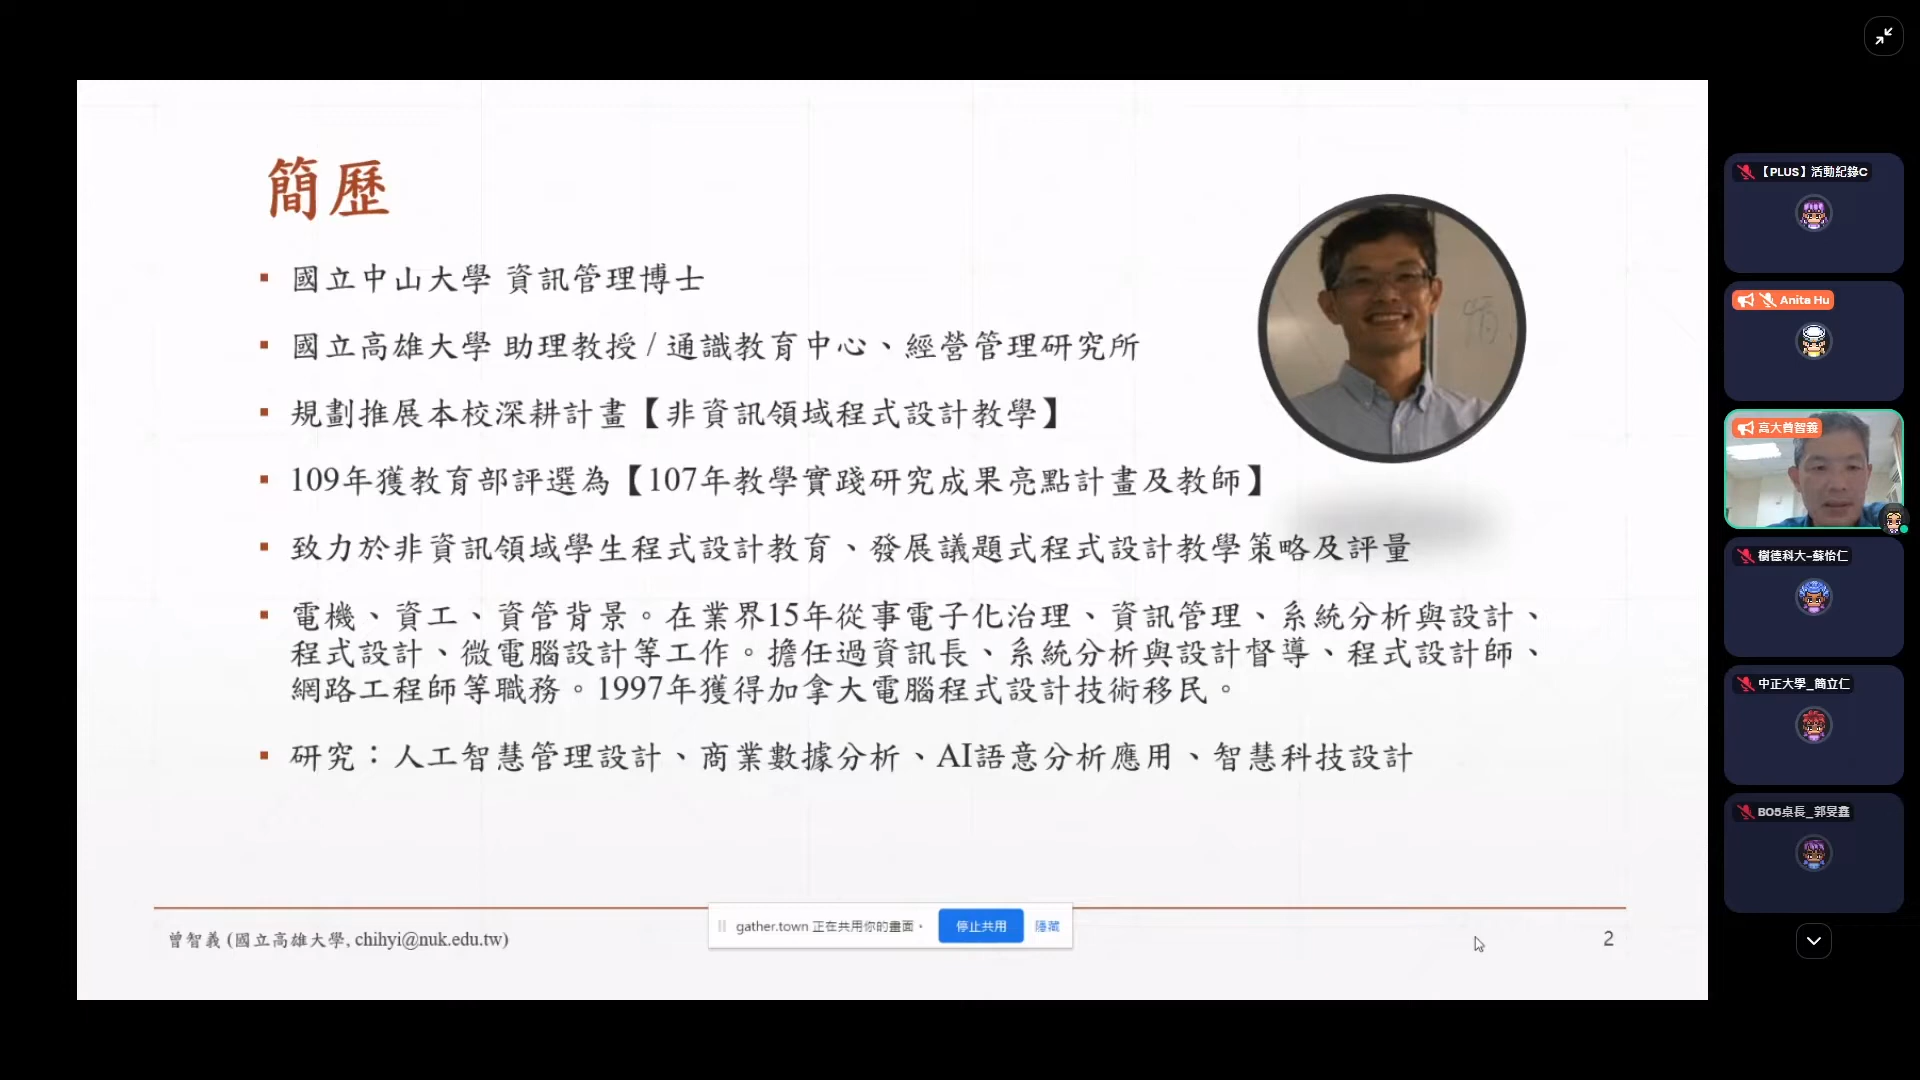 簡歷
▪ 國立中山大學 資訊管理博士
▪ 國立高雄大學 助理教授 / 通識教育中心、經營管理研究所
▪ 規劃推展本校深耕計畫【非資訊領域程式設計教學】
▪ 109年獲教育部評選為【107年教學實踐研究成果亮點計畫及教師】
▪ 致力於非資訊領域學生程式設計教育、發展議題式程式設計教學策略及評量
▪ 電機、資工、資管背景。在業界15年從事電子化治理、資訊管理、系統分析與設計、
程式設計、微電腦設計等工作。擔任過資訊長、系統分析與設計督導、程式設計師、
網路工程師等職務。1997年獲得加拿大電腦程式設計技術移民。
▪ 研究：人工智慧管理設計、商業數據分析、AI語意分析應用、智慧科技設計
曾智義 (國立高雄大學, chihyi@nuk.edu.tw)
gather.town 正在共用你的畫面。
停止共用
隱藏
2
【PLUS】活動紀錄C
Anita Hu
高大曾智義
樹德科大-蘇怡仁
中正大學_簡立仁
BO5桌長_郭旻鑫